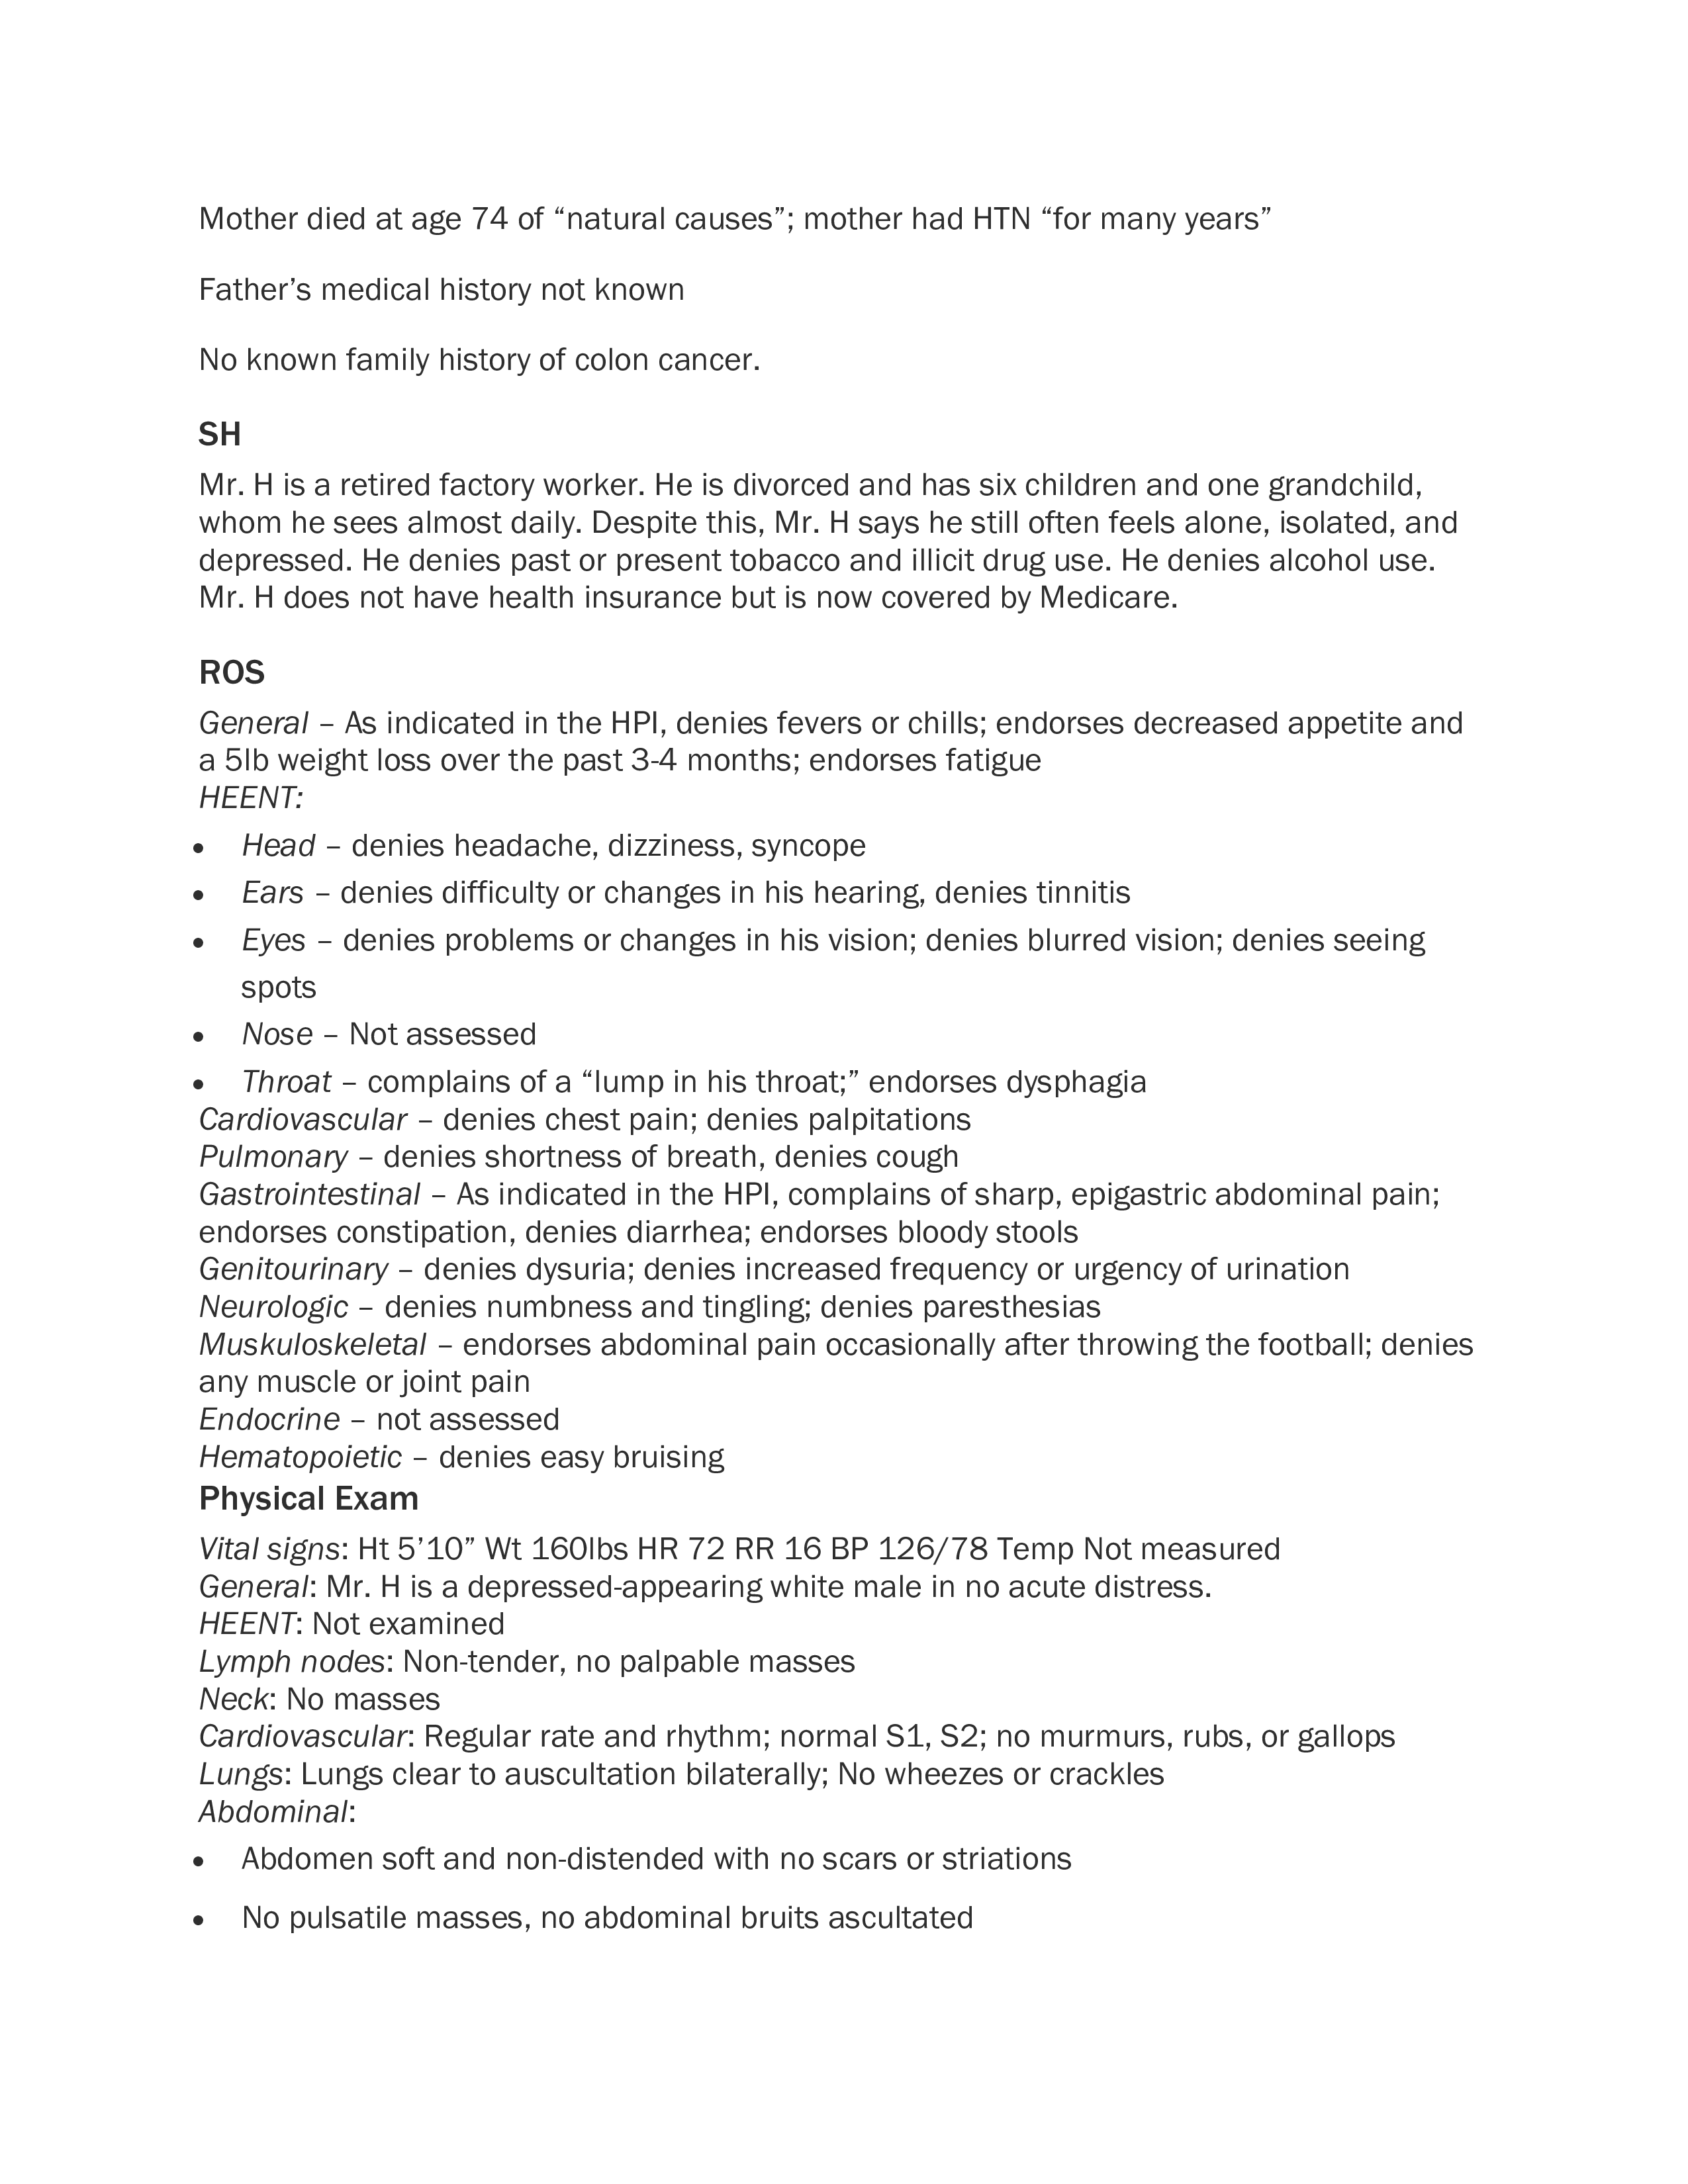 Mother died at age 74 of “natural causes”; mother had HTN “for many years”
Father’s medical history not known
No known family history of colon cancer.
SH
Mr. H is a retired factory worker. He is divorced and has six children and one grandchild,
whom he sees almost daily. Despite this, Mr. H says he still often feels alone, isolated, and
depressed. He denies past or present tobacco and illicit drug use. He denies alcohol use.
Mr. H does not have health insurance but is now covered by Medicare.
ROS
General – As indicated in the HPI, denies fevers or chills; endorses decreased appetite and
a 5lb weight loss over the past 3-4 months; endorses fatigue
HEENT:
• Head – denies headache, dizziness, syncope
• Ears – denies difficulty or changes in his hearing, denies tinnitis
• Eyes – denies problems or changes in his vision; denies blurred vision; denies seeing
spots
• Nose – Not assessed
• Throat – complains of a “lump in his throat;” endorses dysphagia
Cardiovascular – denies chest pain; denies palpitations
Pulmonary – denies shortness of breath, denies cough
Gastrointestinal – As indicated in the HPI, complains of sharp, epigastric abdominal pain;
endorses constipation, denies diarrhea; endorses bloody stools
Genitourinary – denies dysuria; denies increased frequency or urgency of urination
Neurologic – denies numbness and tingling; denies paresthesias
Muskuloskeletal – endorses abdominal pain occasionally after throwing the football; denies
any muscle or joint pain
Endocrine – not assessed
Hematopoietic – denies easy bruising
Physical Exam
Vital signs: Ht 5’10” Wt 160lbs HR 72 RR 16 BP 126/78 Temp Not measured
General: Mr. H is a depressed-appearing white male in no acute distress.
HEENT: Not examined
Lymph nodes: Non-tender, no palpable masses
Neck: No masses
Cardiovascular: Regular rate and rhythm; normal S1, S2; no murmurs, rubs, or gallops
Lungs: Lungs clear to auscultation bilaterally; No wheezes or crackles
Abdominal:
• Abdomen soft and non-distended with no scars or striations
• No pulsatile masses, no abdominal bruits ascultated